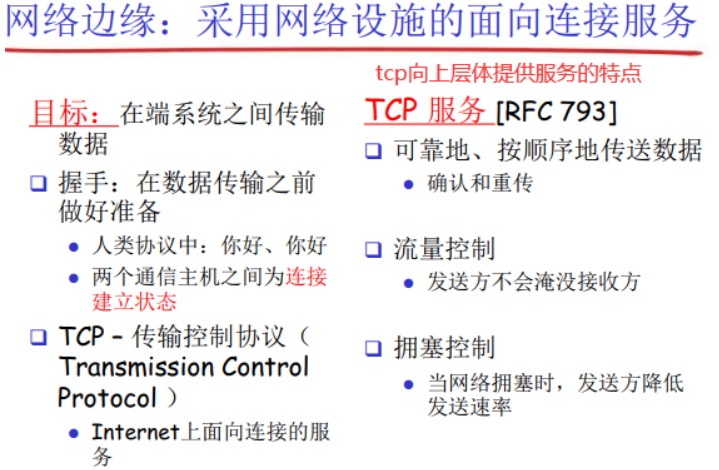 网络边缘：采用网络设施的面向连接服务
目标：在端系统之间传输
数据
握手：在数据传输之前
做好准备
人类协议中：你好、你好
两个通信主机之间为连接
建立状态
TCP – 传输控制协议（
Transmission Control
Protocol ）
Internet上面向连接的服
务
tcp向上层体提供服务的特点
TCP 服务 [RFC 793]
可靠地、按顺序地传送数据
确认和重传
流量控制
发送方不会淹没接收方
拥塞控制
当网络拥塞时，发送方降低
发送速率